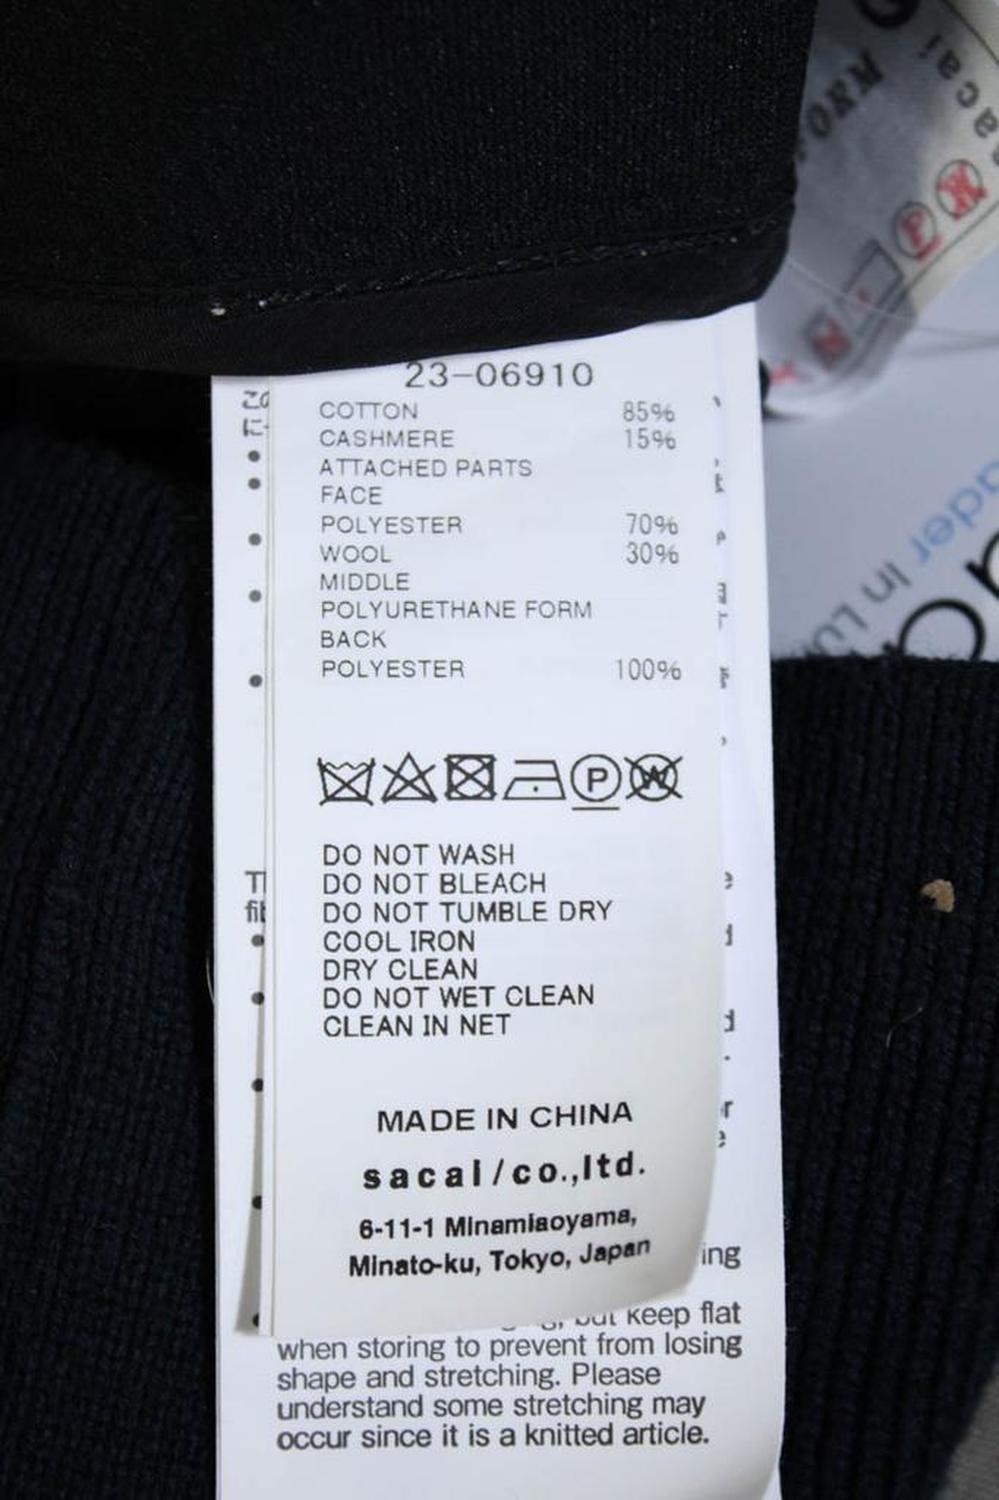 23-06910
COTTON 85%
CASHMERE 15%
ATTACHED PARTS
FACE
POLYESTER 70%
WOOL 30%
MIDDLE
POLYURETHANE FORM
BACK
POLYESTER 100%
P W
DO NOT WASH
DO NOT BLEACH
DO NOT TUMBLE DRY
COOL IRON
DRY CLEAN
DO NOT WET CLEAN
CLEAN IN NET
MADE IN CHINA
sacai/co.,ltd.
6-11-1 Minamiaoyama,
Minato-ku, Tokyo, Japan
but keep flat
when storing to prevent from losing
shape and stretching. Please
understand some stretching may
occur since it is a knitted article.